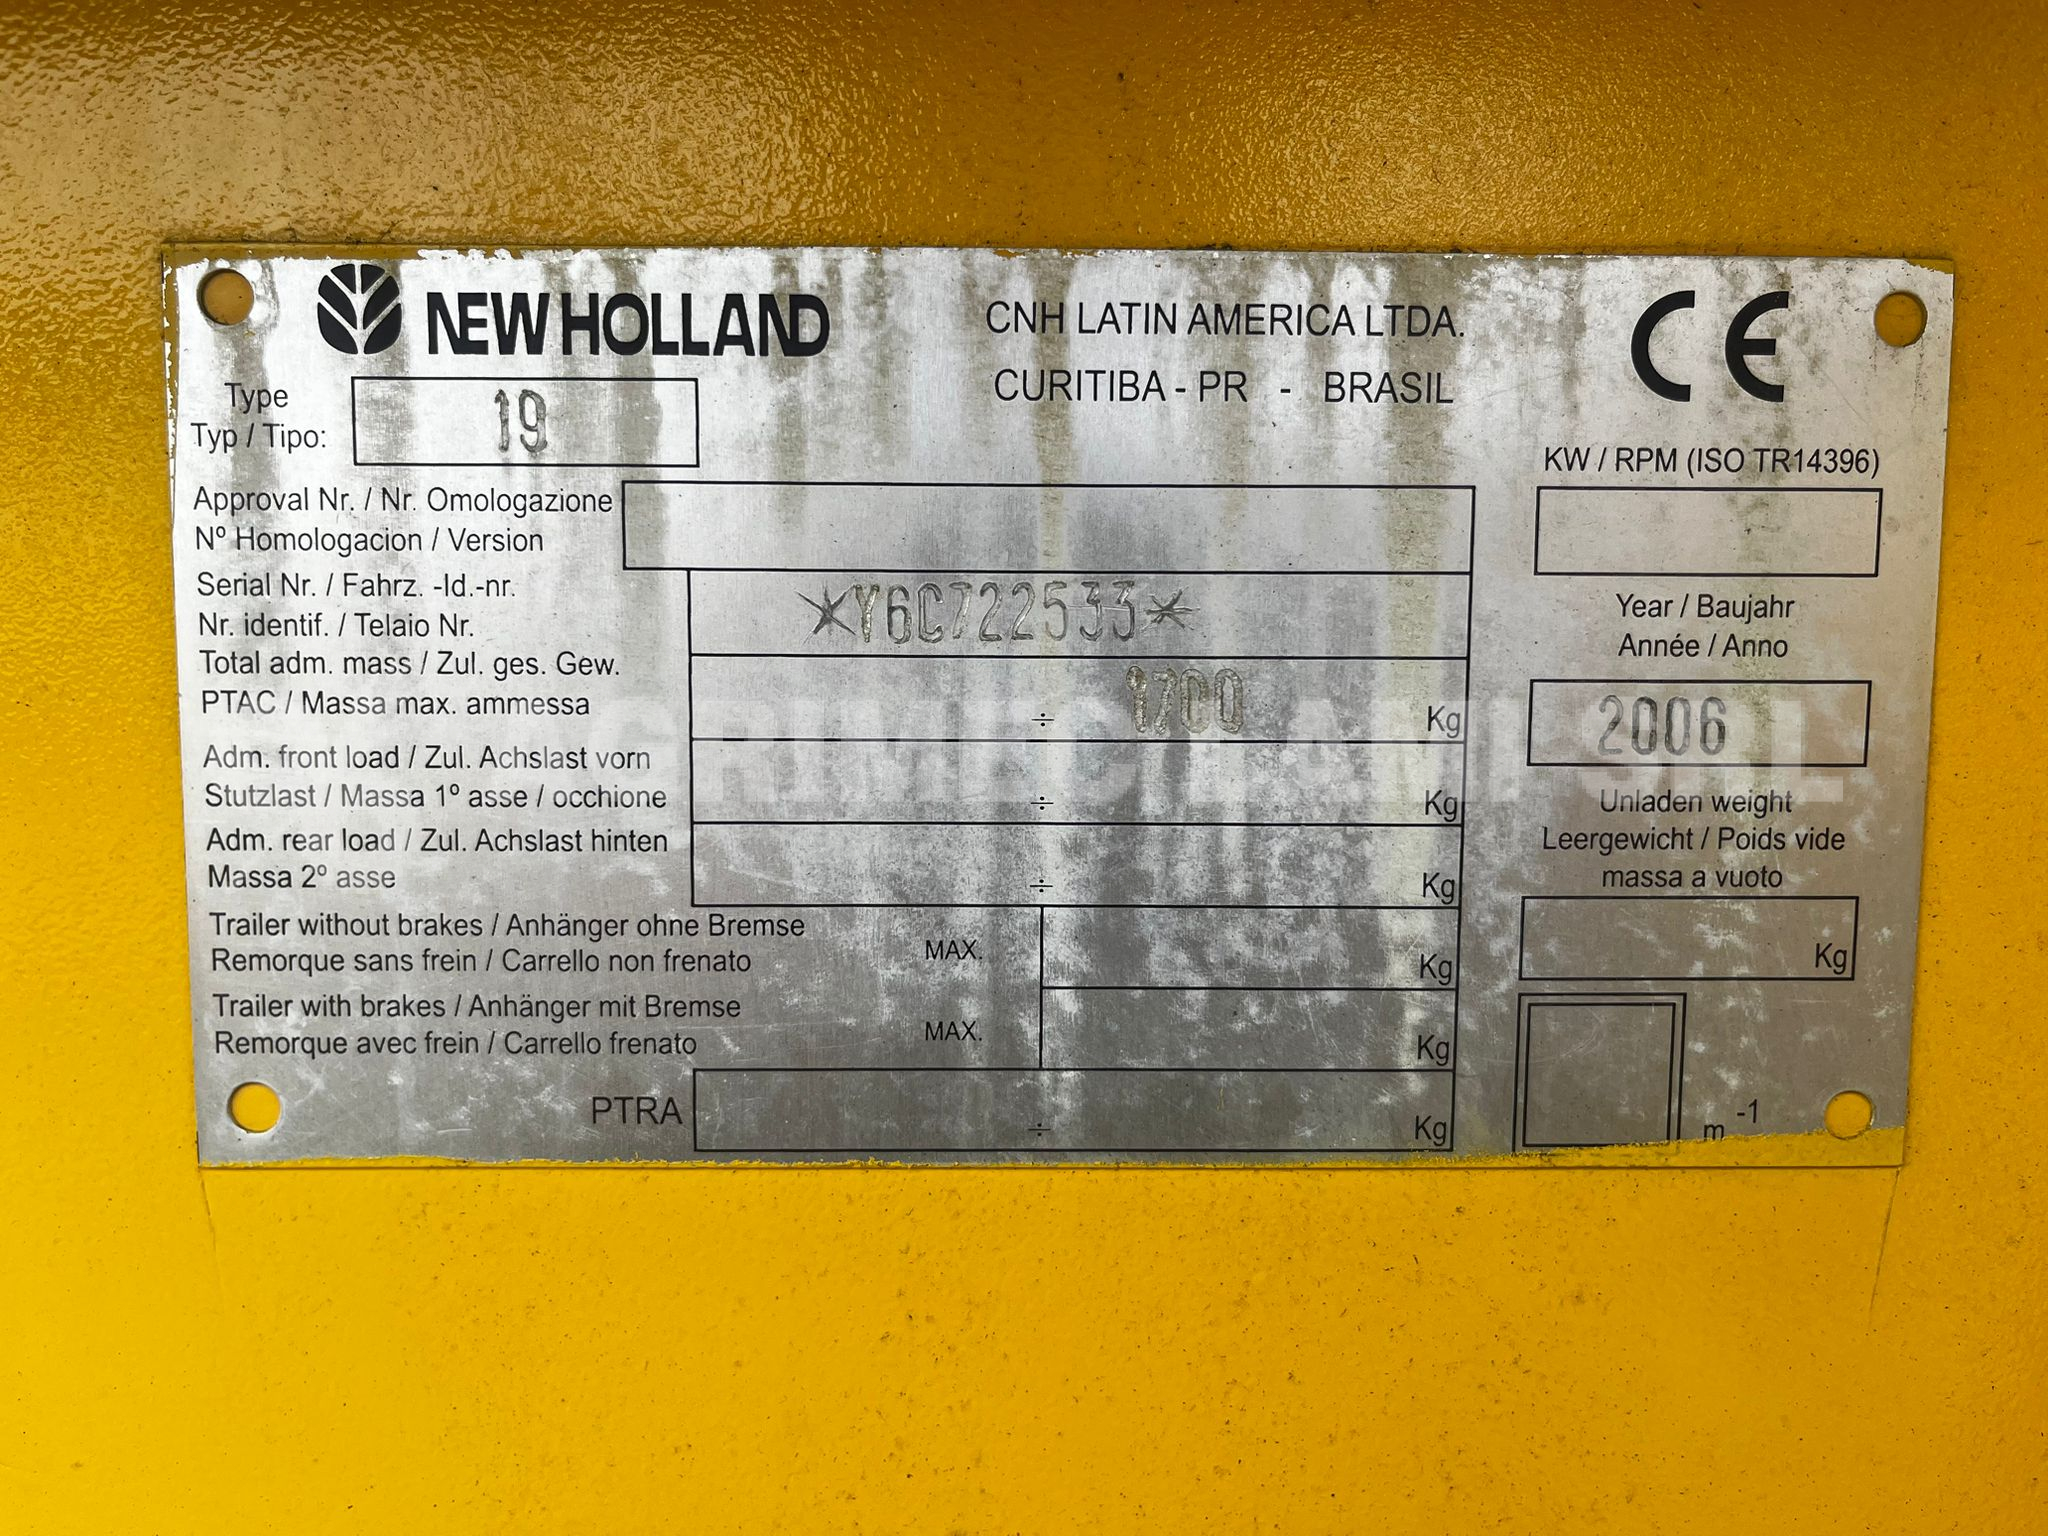 NEW HOLLAND
CNH LATIN AMERICA LTDA.
CURITIBA - PR - BRASIL
CE
Type
Typ / Tipo:
19
KW / RPM (ISO TR14396)
Approval Nr. / Nr. Omologazione
Nº Homologacion / Version
Serial Nr. / Fahrz. -Id.-nr.
Nr. identif. / Telaio Nr.
*Y6C722533*
Year / Baujahr
Année / Anno
2006
Total adm. mass / Zul. ges. Gew.
PTAC / Massa max. ammessa
÷ 1700 Kg
Adm. front load / Zul. Achslast vorn
Stutzlast / Massa 1º asse / occhione
÷ Kg
Unladen weight
Leergewicht / Poids vide
massa a vuoto
Kg
Adm. rear load / Zul. Achslast hinten
Massa 2º asse
÷ Kg
Trailer without brakes / Anhänger ohne Bremse
Remorque sans frein / Carrello non frenato
MAX. Kg
Trailer with brakes / Anhänger mit Bremse
Remorque avec frein / Carrello frenato
MAX. Kg
PTRA ÷ Kg
m -1